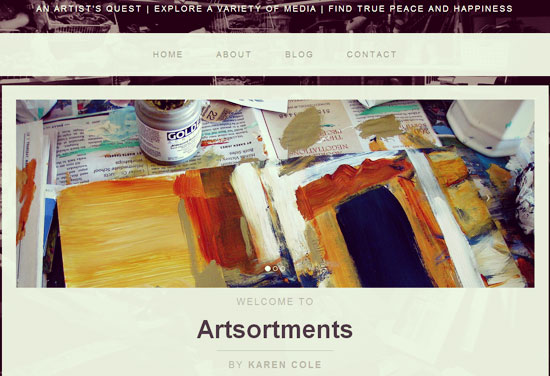 AN ARTIST'S QUEST | EXPLORE A VARIETY OF MEDIA | FIND TRUE PEACE AND HAPPINESS
HOME ABOUT BLOG CONTACT
GOLDEN
NEGOTIATION
WELCOME TO
Artsortments
BY KAREN COLE